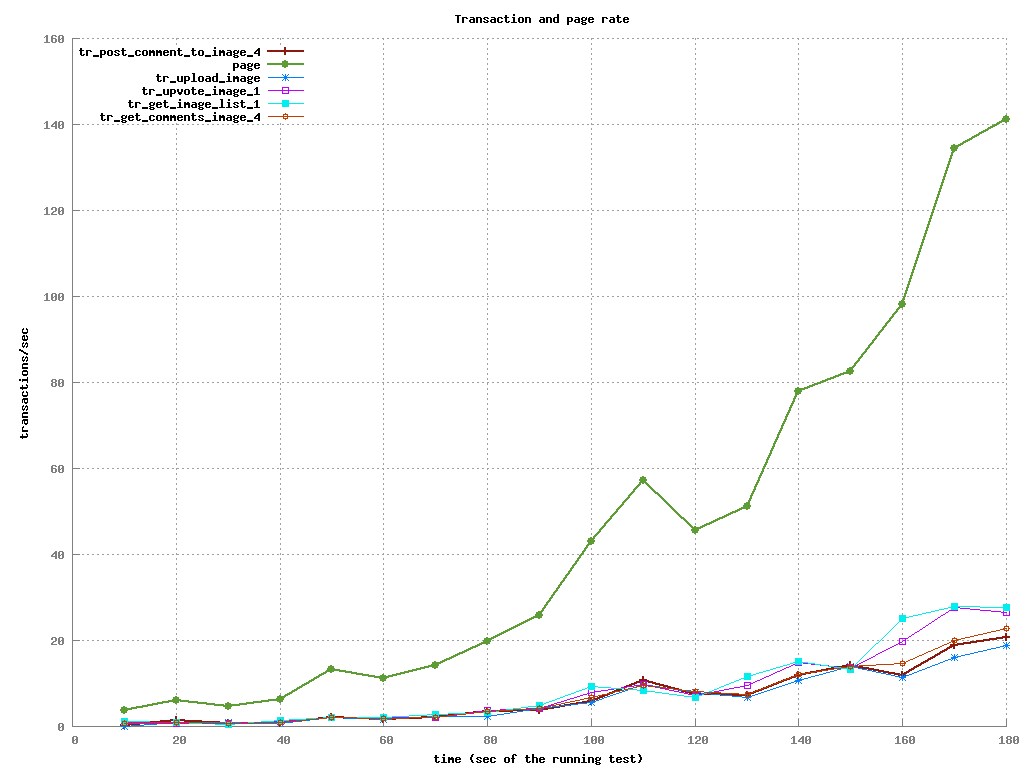 Transaction and page rate
tr_post_comment_to_image_4
page
tr_upload_image
tr_upvote_image_1
tr_get_image_list_1
tr_get_comments_image_4
160
140
120
100
80
60
40
20
0
transactions/sec
0 20 40 60 80 100 120 140 160 180
time (sec of the running test)